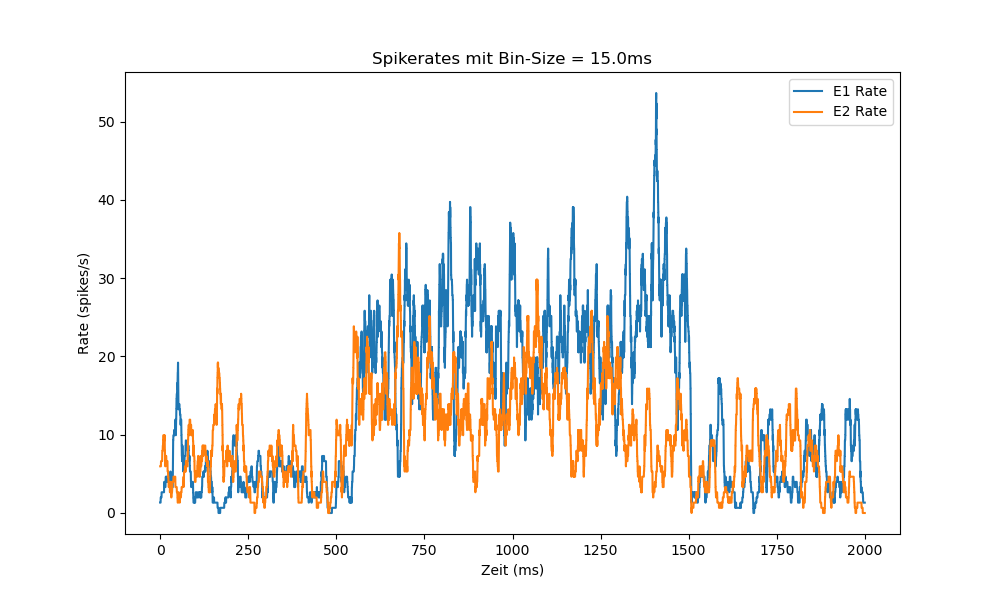 Spikerates mit Bin-Size = 15.0ms
E1 Rate
E2 Rate
Rate (spikes/s)
50
40
30
20
10
0
0 250 500 750 1000 1250 1500 1750 2000
Zeit (ms)